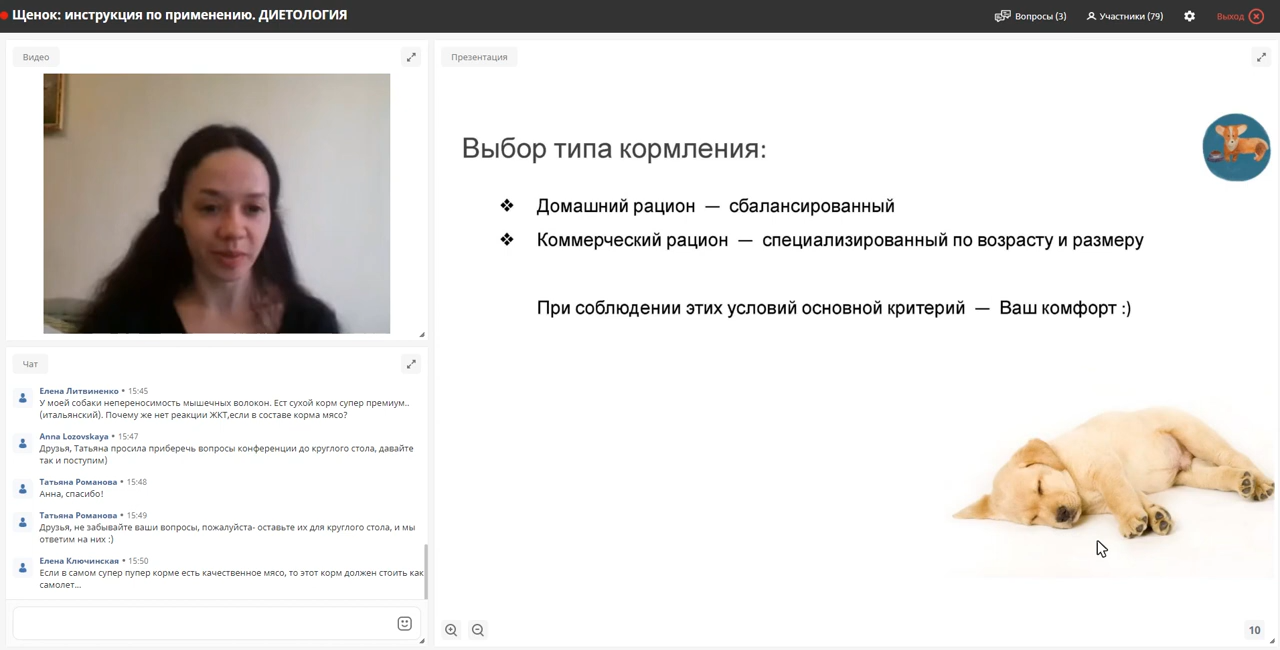 Щенок: инструкция по применению. ДИЕТОЛОГИЯ
Вопросы (3)
Участники (79)
Выход
Видео
Презентация
Выбор типа кормления:
Домашний рацион — сбалансированный
Коммерческий рацион — специализированный по возрасту и размеру
При соблюдении этих условий основной критерий — Ваш комфорт :)
Чат
Елена Литвиненко • 15:45
У моей собаки непереносимость мышечных волокон. Ест сухой корм супер премиум..
(итальянский). Почему же нет реакции ЖКТ,если в составе корма мясо?
Anna Lozovskaya • 15:47
Друзья, Татьяна просила приберечь вопросы конференции до круглого стола, давайте
так и поступим)
Татьяна Романова • 15:48
Анна, спасибо!
Татьяна Романова • 15:49
Друзья, не забывайте ваши вопросы, пожалуйста- оставьте их для круглого стола, и мы
ответим на них :)
Елена Ключинская • 15:50
Если в самом супер пупер корме есть качественное мясо, то этот корм должен стоить как
самолет...
10